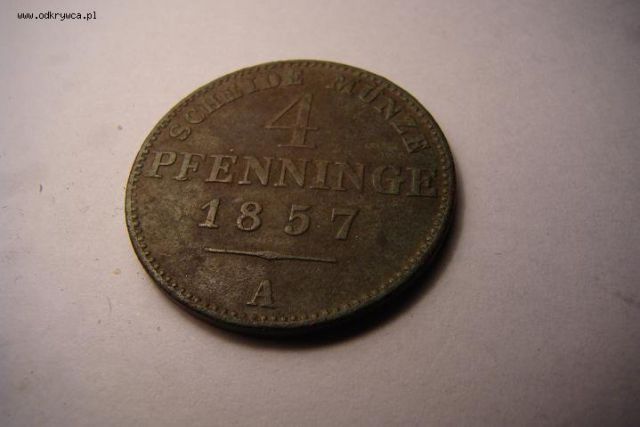 www.odkrywca.pl
SCHEIDE MÜNZE
4
PFENNINGE
1857
A